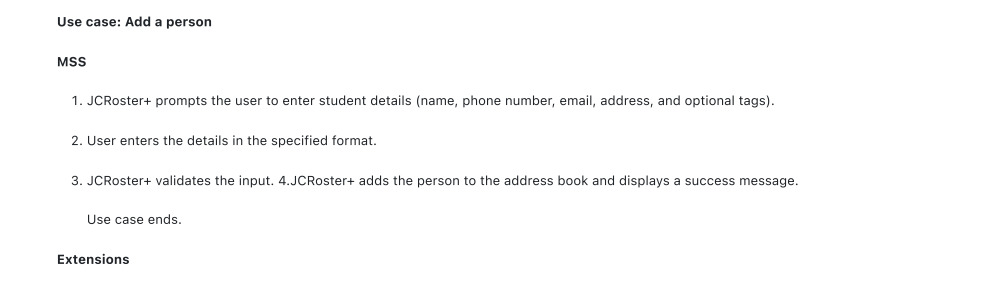 Use case: Add a person
MSS
1. JCRoster+ prompts the user to enter student details (name, phone number, email, address, and optional tags).
2. User enters the details in the specified format.
3. JCRoster+ validates the input. 4.JCRoster+ adds the person to the address book and displays a success message.
Use case ends.
Extensions